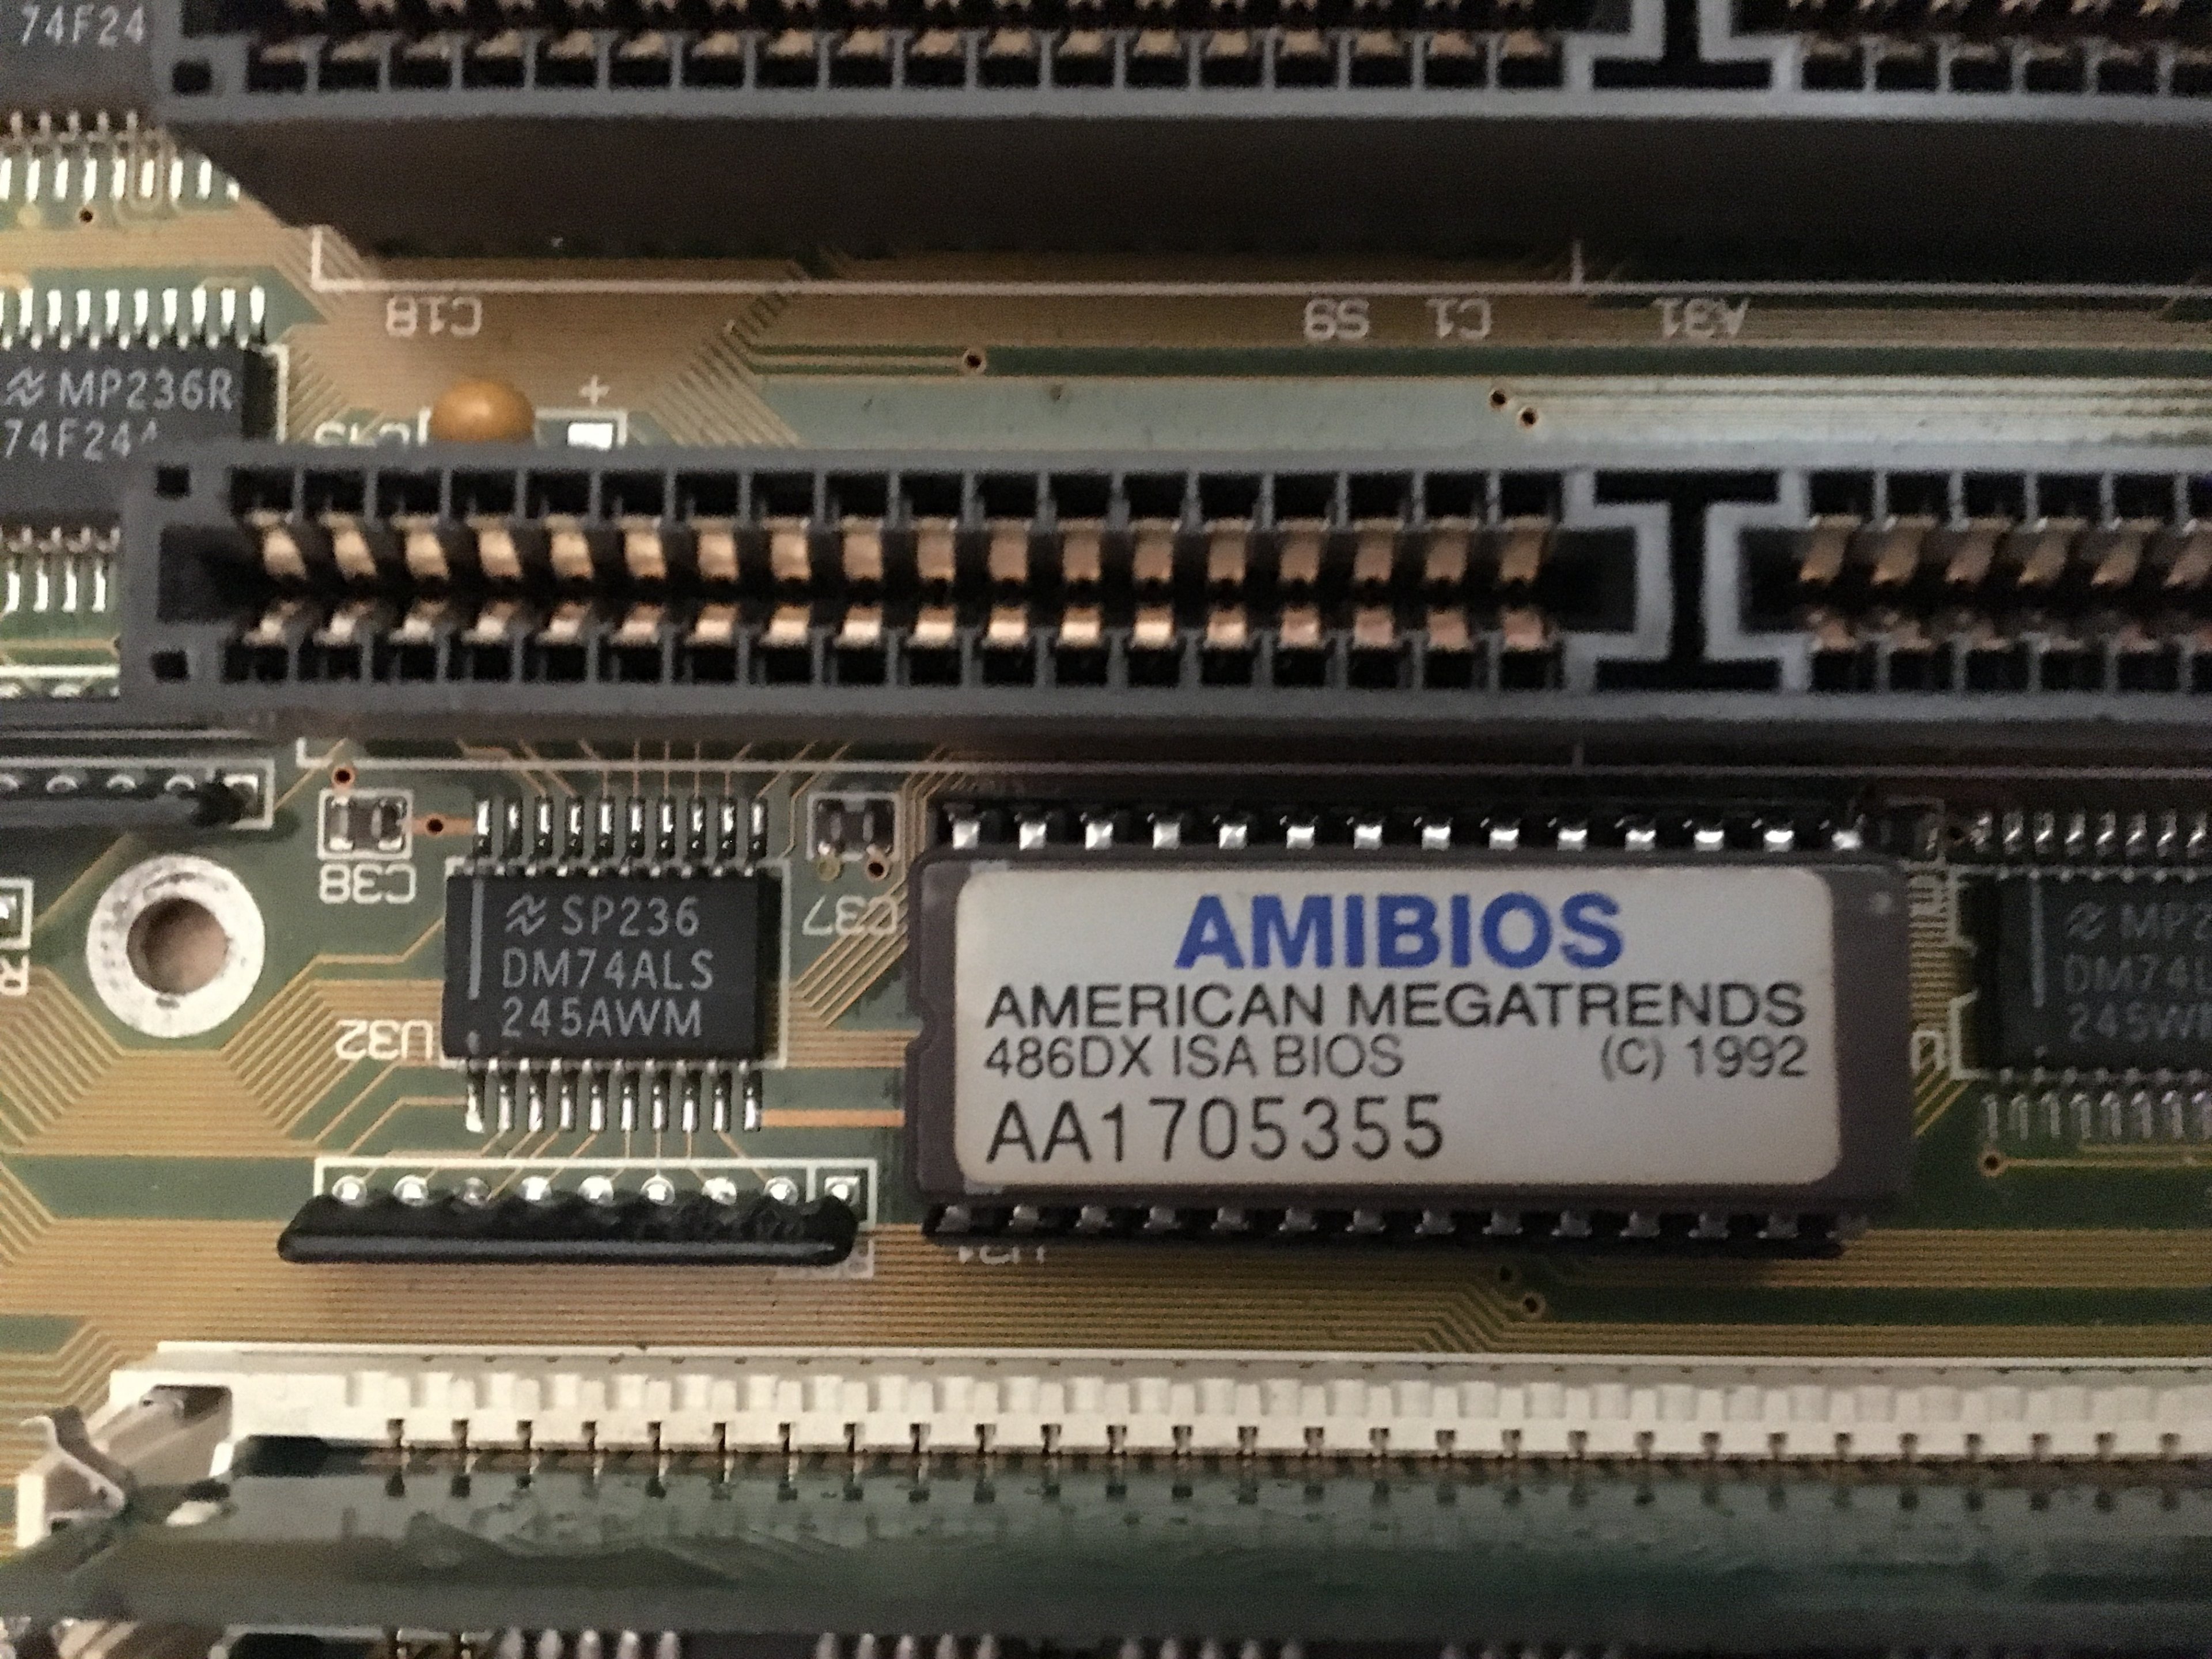 74F24
C18
S9 C1 A31
MP236R
74F244
+
C38
C37
SP236
DM74ALS
245AWM
U32
AMIBIOS
AMERICAN MEGATRENDS
486DX ISA BIOS (C) 1992
AA1705355